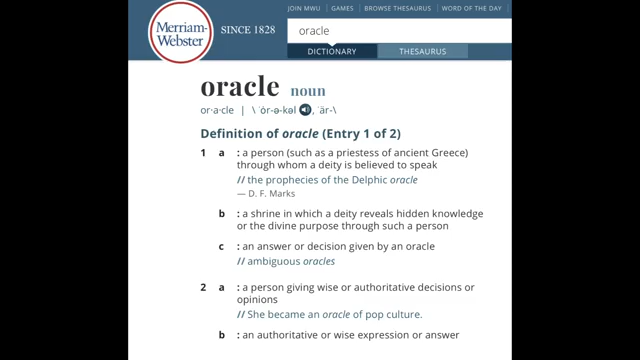 JOIN MWU | GAMES | BROWSE THESAURUS | WORD OF THE DAY |
Merriam-
Webster
SINCE 1828
oracle
DICTIONARY THESAURUS
oracle noun
or·a·cle | \ ˈȯr-ə-kəl , ˈär-\
Definition of oracle (Entry 1 of 2)
1 a : a person (such as a priestess of ancient Greece)
through whom a deity is believed to speak
// the prophecies of the Delphic oracle
— D. F. Marks
b : a shrine in which a deity reveals hidden knowledge
or the divine purpose through such a person
c : an answer or decision given by an oracle
// ambiguous oracles
2 a : a person giving wise or authoritative decisions or
opinions
// She became an oracle of pop culture.
b : an authoritative or wise expression or answer